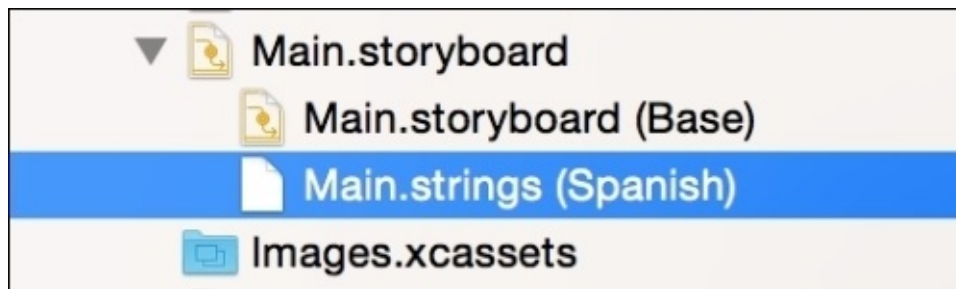 Main.storyboard
Main.storyboard (Base)
Main.strings (Spanish)
Images.xcassets